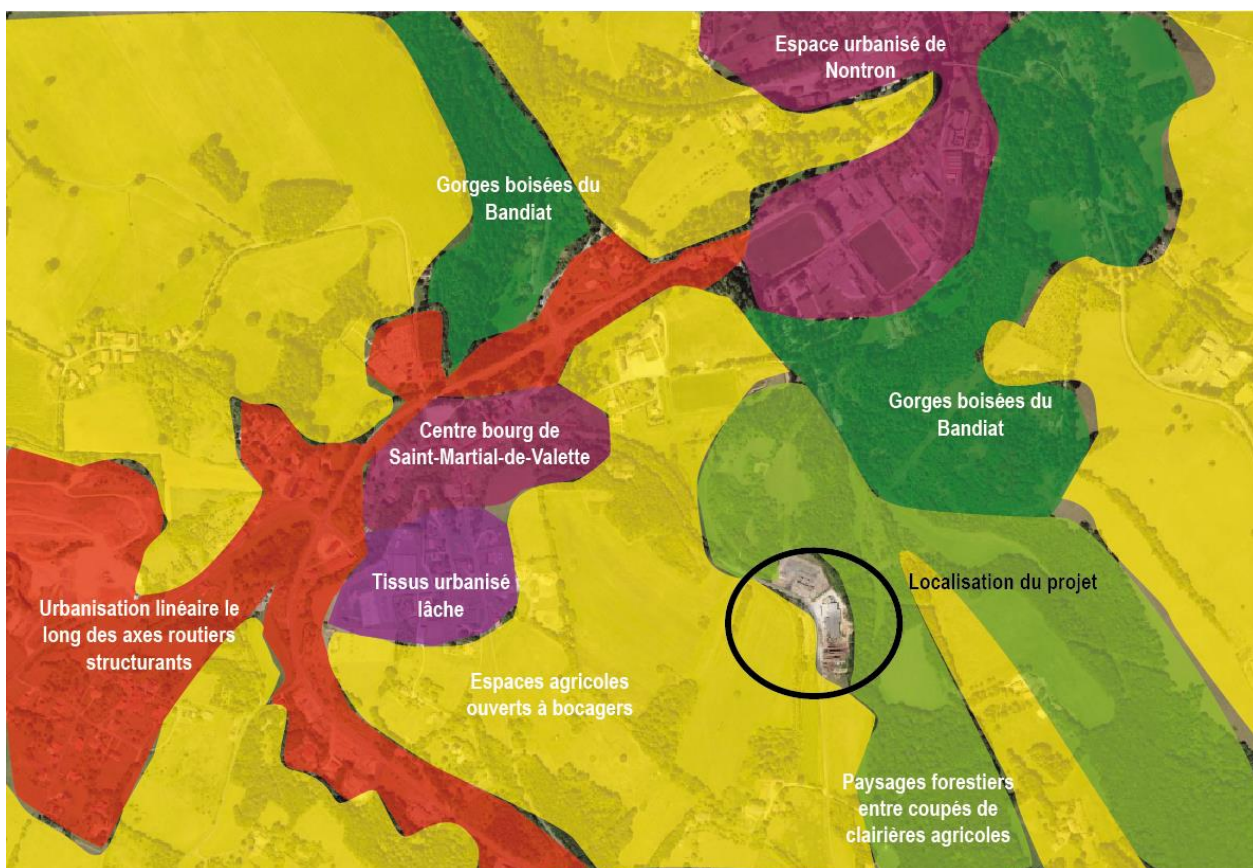 Espace urbanisé de
Nontron
Gorges boisées du
Bandiat
Gorges boisées du
Bandiat
Centre bourg de
Saint-Martial-de-Valette
Tissus urbanisé
lâche
Localisation du projet
Urbanisation linéaire le
long des axes routiers
structurants
Espaces agricoles
ouverts à bocagers
Paysages forestiers
entre coupés de
clairières agricoles